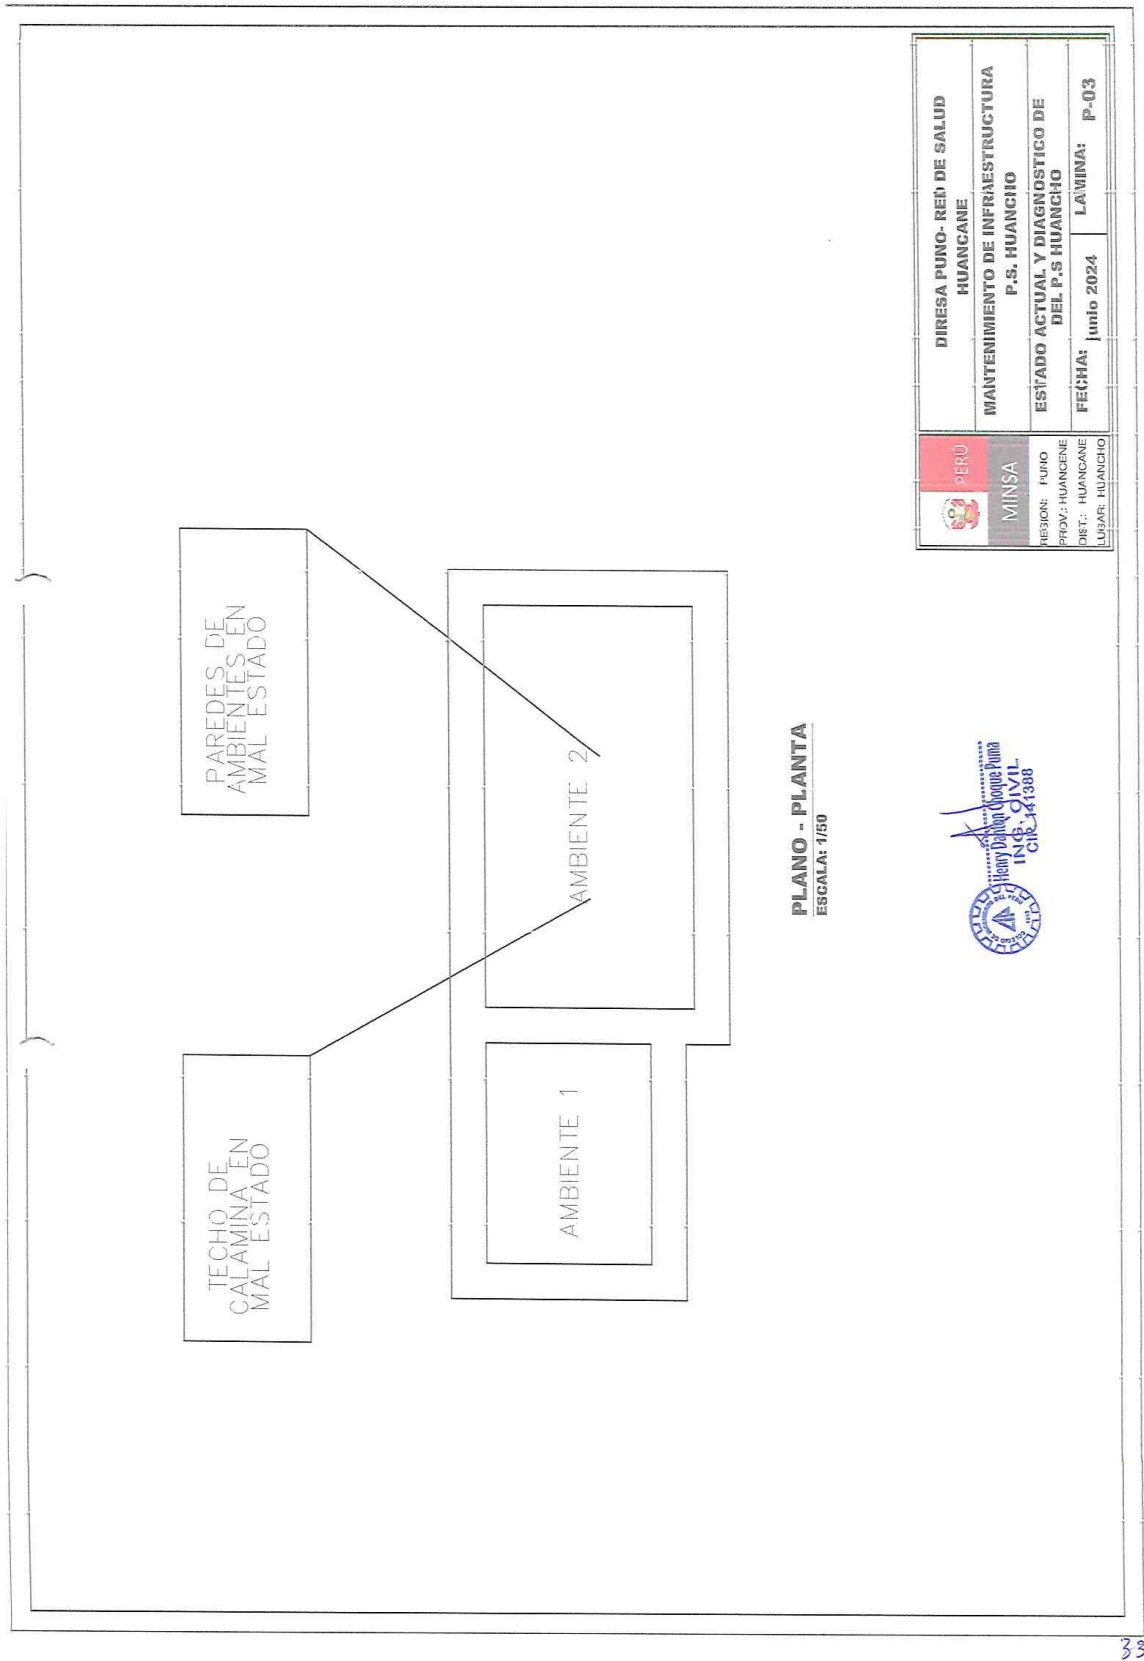 TECHO DE
CALAMINA EN
MAL ESTADO
PAREDES DE
AMBIENTES EN
MAL ESTADO
AMBIENTE 1
AMBIENTE 2
PLANO - PLANTA
ESCALA: 1/50
Henry Danton Choque Puma
ING. CIVIL
CIP. 141388
PERÚ
MINSA
REGION: PUNO
PROV.: HUANCENE
DIST.: HUANCANE
LUGAR: HUANCHO
DIRESA PUNO- RED DE SALUD
HUANCANE
MANTENIMIENTO DE INFRAESTRUCTURA
P.S. HUANCHO
ESTADO ACTUAL Y DIAGNOSTICO DE
DEL P.S HUANCHO
FECHA: junio 2024
LAMINA: P-03
33